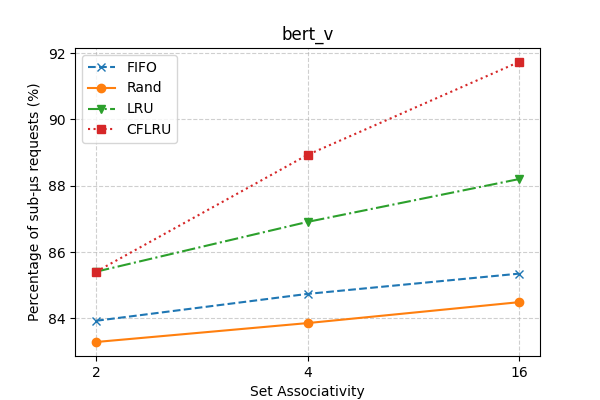 bert_v
Percentage of sub-μs requests (%)
92
90
88
86
84
FIFO
Rand
LRU
CFLRU
2
4
16
Set Associativity